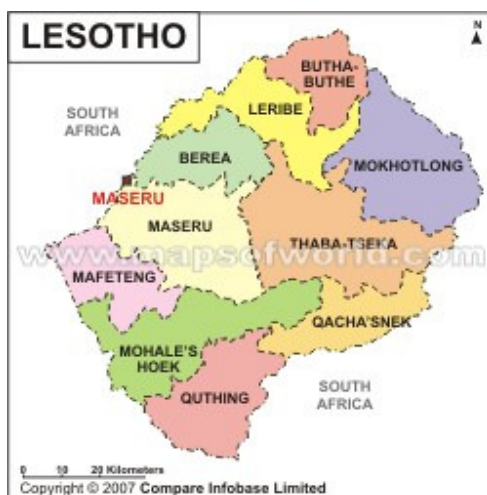 LESOTHO
N
BUTHA-
BUTHE
SOUTH
AFRICA
LERIBE
BEREA
MOKHOTLONG
MASERU
MASERU
THABA-TSEKA
www.mapsofworld.com
MAFETENG
QACHA'SNEK
MOHALE'S
HOEK
SOUTH
AFRICA
QUTHING
0 10 20 Kilometers
Copyright © 2007 Compare Infobase Limited